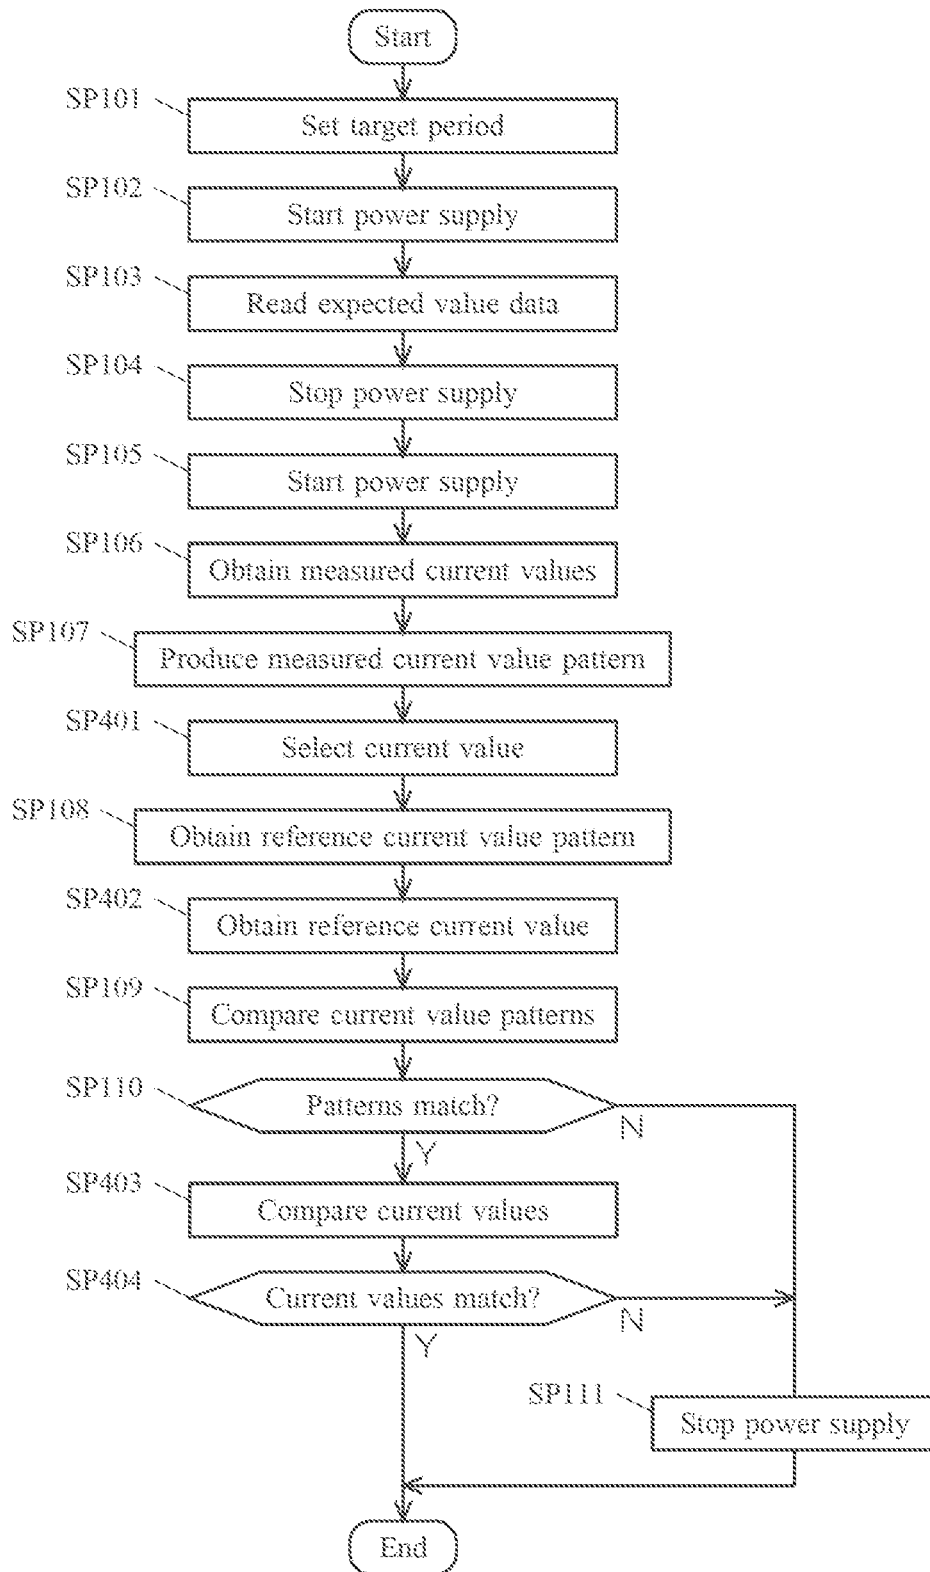 Start
SP101
Set target period
SP102
Start power supply
SP103
Read expected value data
SP104
Stop power supply
SP105
Start power supply
SP106
Obtain measured current values
SP107
Produce measured current value pattern
SP401
Select current value
SP108
Obtain reference current value pattern
SP402
Obtain reference current value
SP109
Compare current value patterns
SP110
Patterns match?
N
Y
SP403
Compare current values
SP404
Current values match?
N
Y
SP111
Stop power supply
End